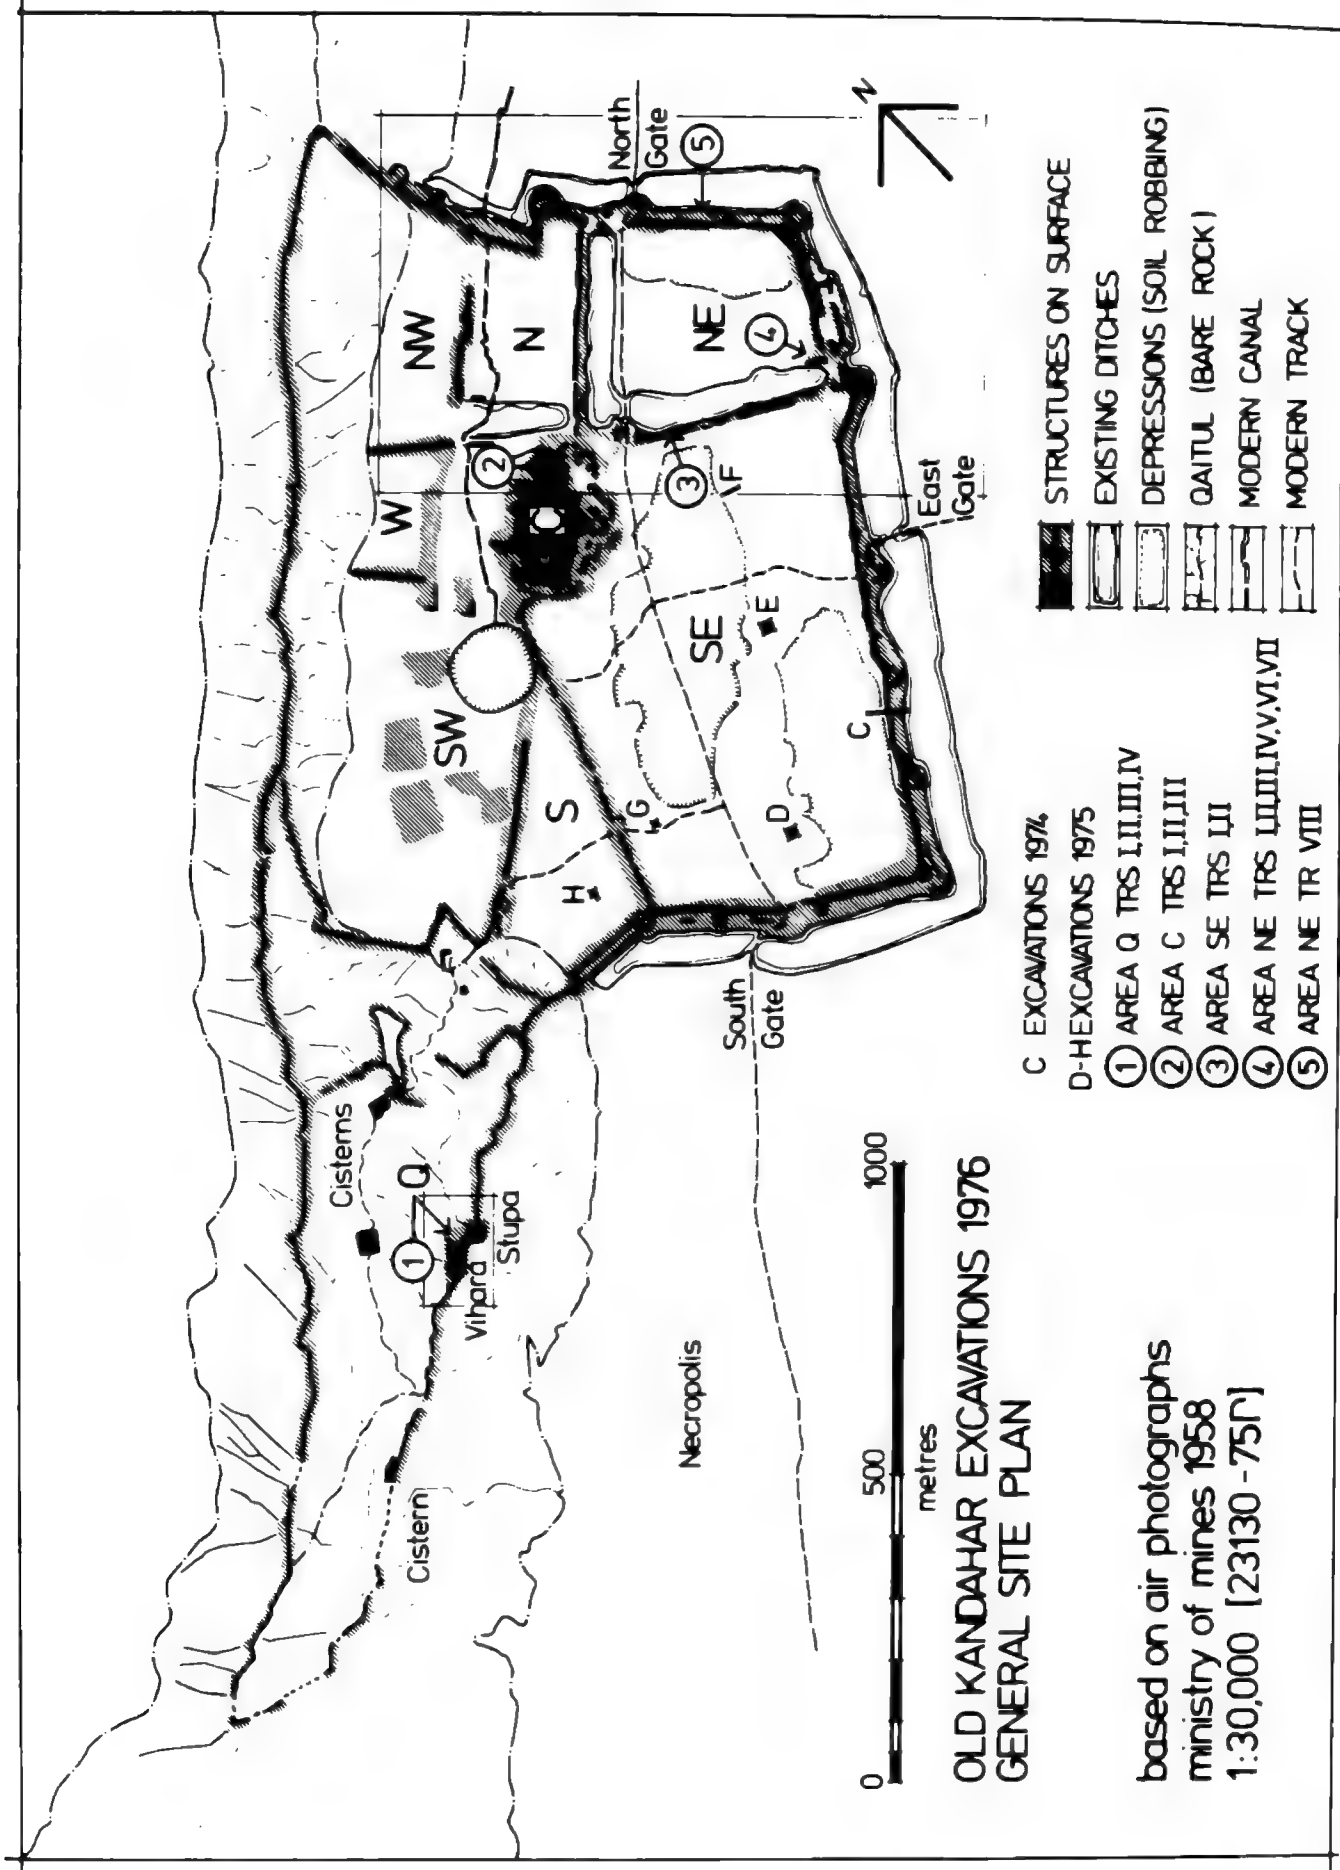 N
North
Gate
5
NW
N
NE
4
W
2
3
F
East
Gate
SW
SE
E
S
G
C
D
H
South
Gate
Cisterns
Q
1
Vihara
Stupa
Cistern
Necropolis
STRUCTURES ON SURFACE
EXISTING DITCHES
DEPRESSIONS (SOIL ROBBING)
QAITUL (BARE ROCK)
MODERN CANAL
MODERN TRACK
C EXCAVATIONS 1974
D-H EXCAVATIONS 1975
1 AREA Q TRS I,II,III,IV
2 AREA C TRS I,II,III
3 AREA SE TRS I,II
4 AREA NE TRS I,II,III,IV,V,VI,VII
5 AREA NE TR VIII
0 500 1000
metres
OLD KANDAHAR EXCAVATIONS 1976
GENERAL SITE PLAN
based on air photographs
ministry of mines 1958